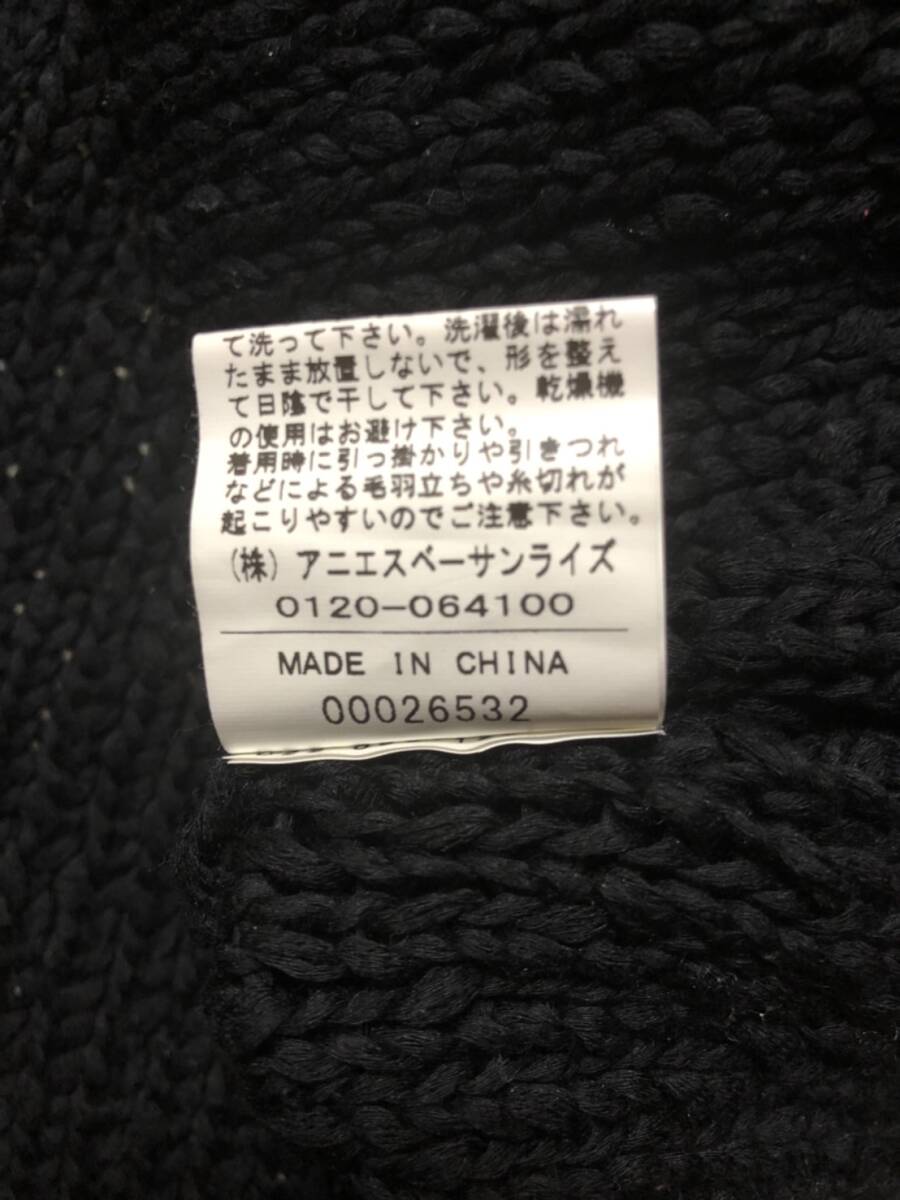 て洗って下さい。洗濯後は濡れ
たまま放置しないで、形を整え
て日陰で干して下さい。乾燥機
の使用はお避け下さい。
着用時に引っ掛かりや引きつれ
などによる毛羽立ちや糸切れが
起こりやすいのでご注意下さい。
(株)アニエスベーサンライズ
0120-064100
MADE IN CHINA
00026532